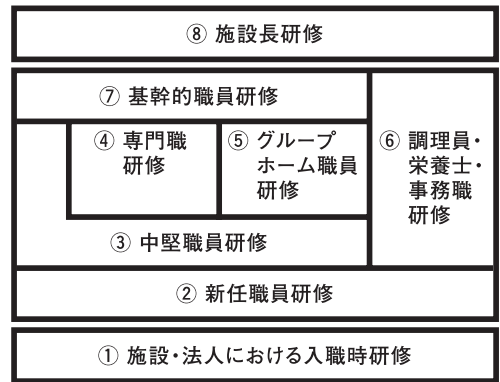 ⑧ 施設長研修
⑦ 基幹的職員研修
④ 専門職
研修
⑤ グループ
ホーム職員
研修
⑥ 調理員・
栄養士・
事務職
研修
③ 中堅職員研修
② 新任職員研修
① 施設・法人における入職時研修